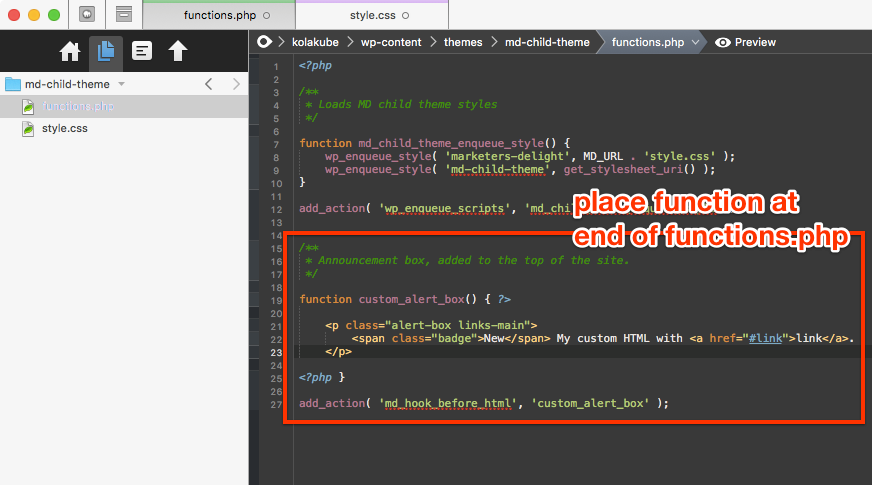 functions.php
style.css
kolakube
wp-content
themes
md-child-theme
functions.php
Preview
md-child-theme
functions.php
style.css
1 <?php
2
3 /**
4 * Loads MD child theme styles
5 */
6
7 function md_child_theme_enqueue_style() {
8 wp_enqueue_style( 'marketers-delight', MD_URL . 'style.css' );
9 wp_enqueue_style( 'md-child-theme', get_stylesheet_uri() );
10 }
11
12 add_action( 'wp_enqueue_scripts', 'md_chi
place function at
end of functions.php
13
14
15 /**
16 * Announcement box, added to the top of the site.
17 */
18
19 function custom_alert_box() { ?>
20
21 <p class="alert-box links-main">
22 <span class="badge">New</span> My custom HTML with <a href="#link">link</a>.
23 </p>
24
25 <?php }
26
27 add_action( 'md_hook_before_html', 'custom_alert_box' );